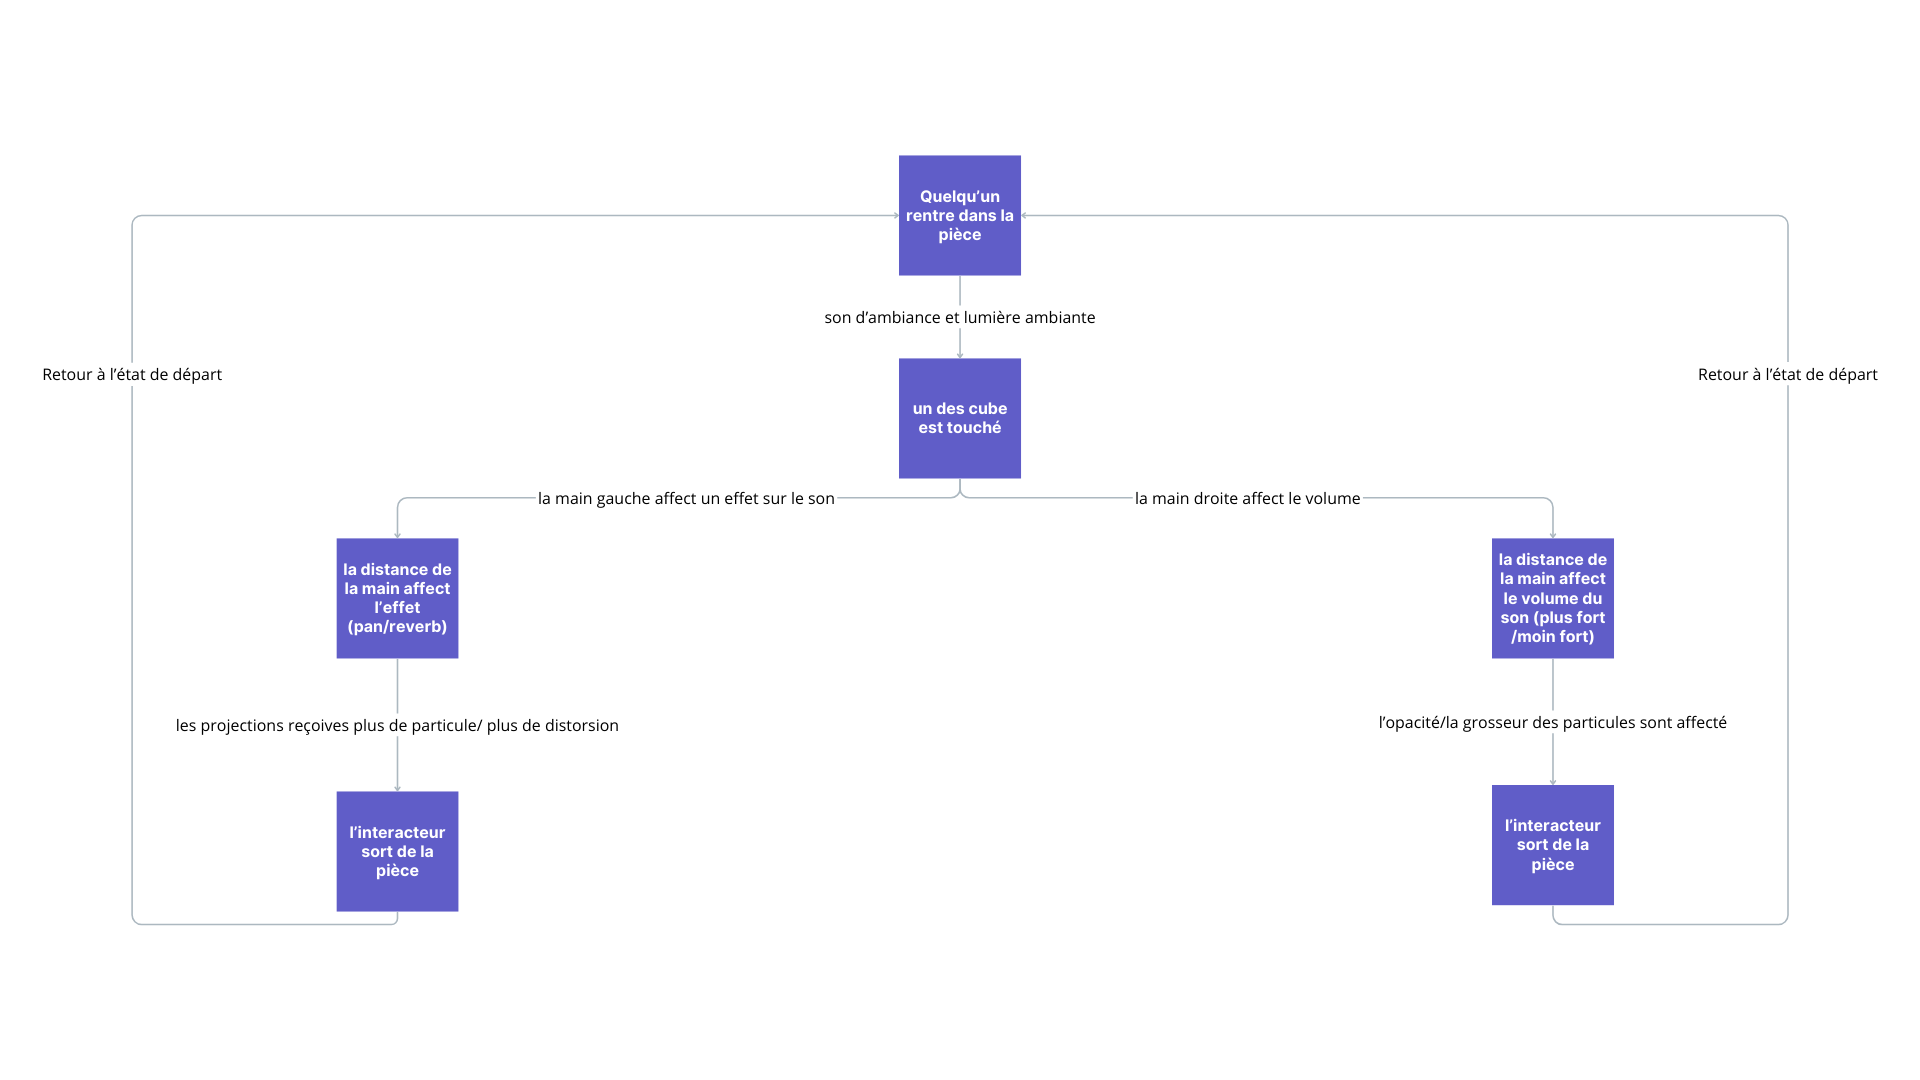 Quelqu’un
rentre dans la
pièce
son d’ambiance et lumière ambiante
Retour à l’état de départ
Retour à l’état de départ
un des cube
est touché
la main gauche affect un effet sur le son
la main droite affect le volume
la distance de
la main affect
l’effet
(pan/reverb)
la distance de
la main affect
le volume du
son (plus fort
/moin fort)
les projections reçoives plus de particule/ plus de distorsion
l’opacité/la grosseur des particules sont affecté
l’interacteur
sort de la
pièce
l’interacteur
sort de la
pièce